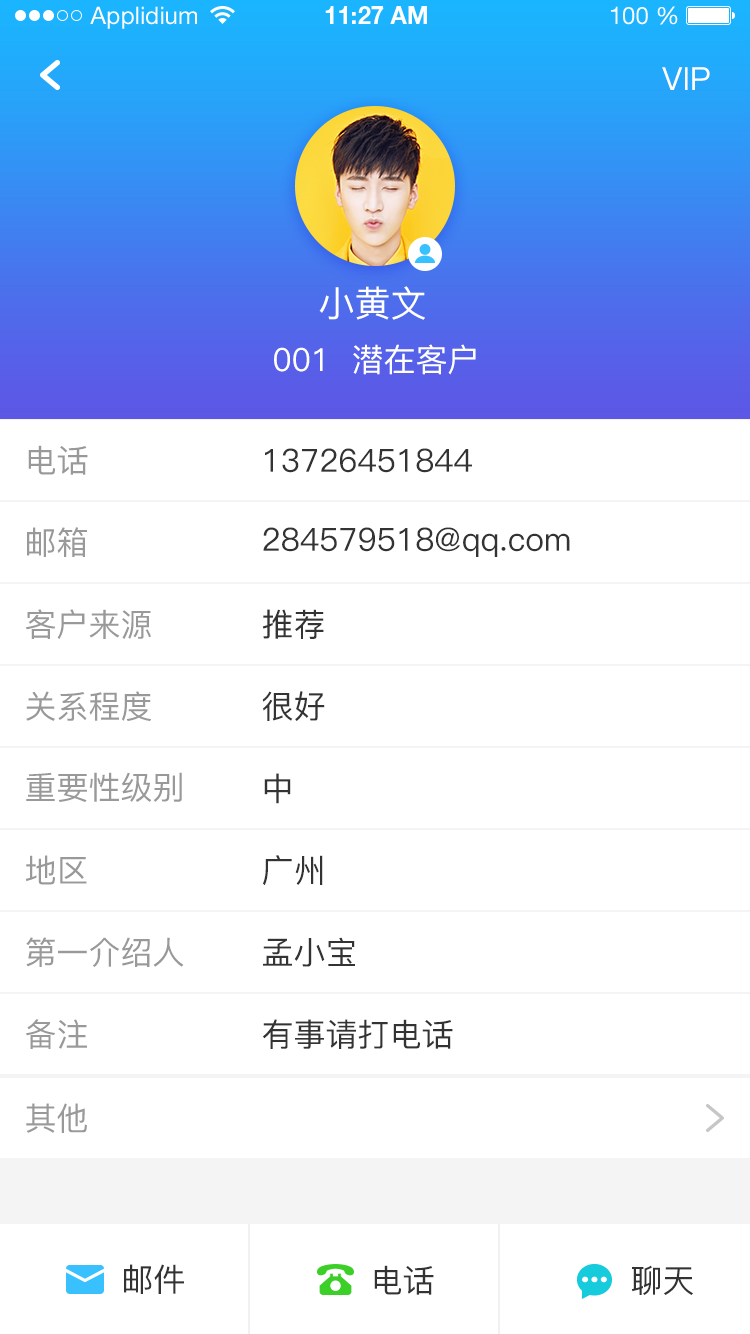 Applidium 11:27 AM 100 %
VIP
小黄文
001 潜在客户
电话 13726451844
邮箱 284579518@qq.com
客户来源 推荐
关系程度 很好
重要性级别 中
地区 广州
第一介绍人 孟小宝
备注 有事请打电话
其他
邮件 电话 聊天